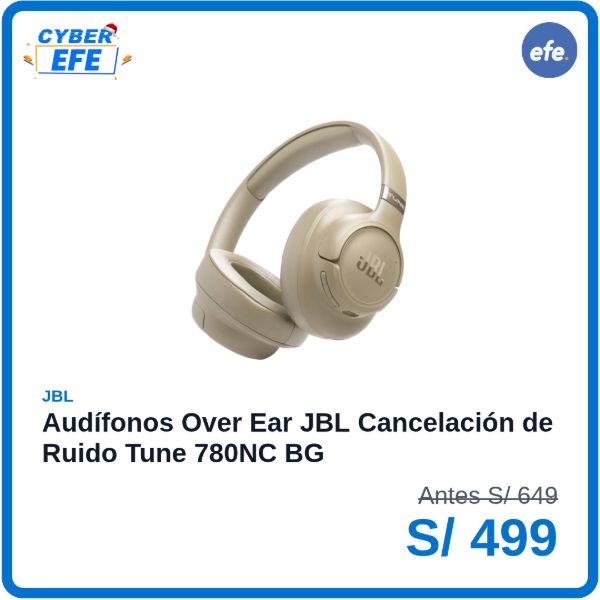 CYBER
EFE
efe.
JBL
JBL
Audífonos Over Ear JBL Cancelación de
Ruido Tune 780NC BG
Antes S/ 649
S/ 499